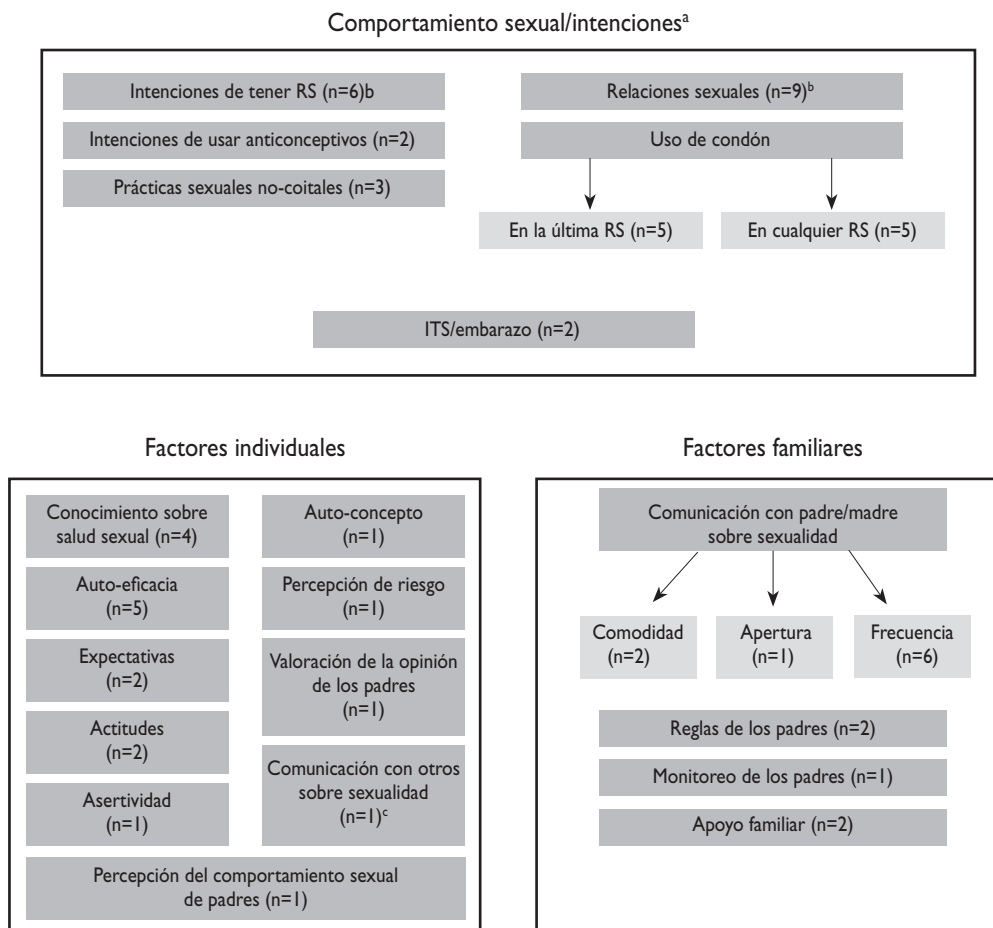 Comportamiento sexual/intencionesª
Intenciones de tener RS (n=6)b
Intenciones de usar anticonceptivos (n=2)
Prácticas sexuales no-coitales (n=3)
Relaciones sexuales (n=9)ᵇ
Uso de condón
En la última RS (n=5)
En cualquier RS (n=5)
ITS/embarazo (n=2)
Factores individuales
Conocimiento sobre
salud sexual (n=4)
Auto-eficacia
(n=5)
Expectativas
(n=2)
Actitudes
(n=2)
Asertividad
(n=1)
Auto-concepto
(n=1)
Percepción de riesgo
(n=1)
Valoración de la opinión
de los padres
(n=1)
Comunicación con otros
sobre sexualidad
(n=1)ᶜ
Percepción del comportamiento sexual
de padres (n=1)
Factores familiares
Comunicación con padre/madre
sobre sexualidad
Comodidad
(n=2)
Apertura
(n=1)
Frecuencia
(n=6)
Reglas de los padres (n=2)
Monitoreo de los padres (n=1)
Apoyo familiar (n=2)